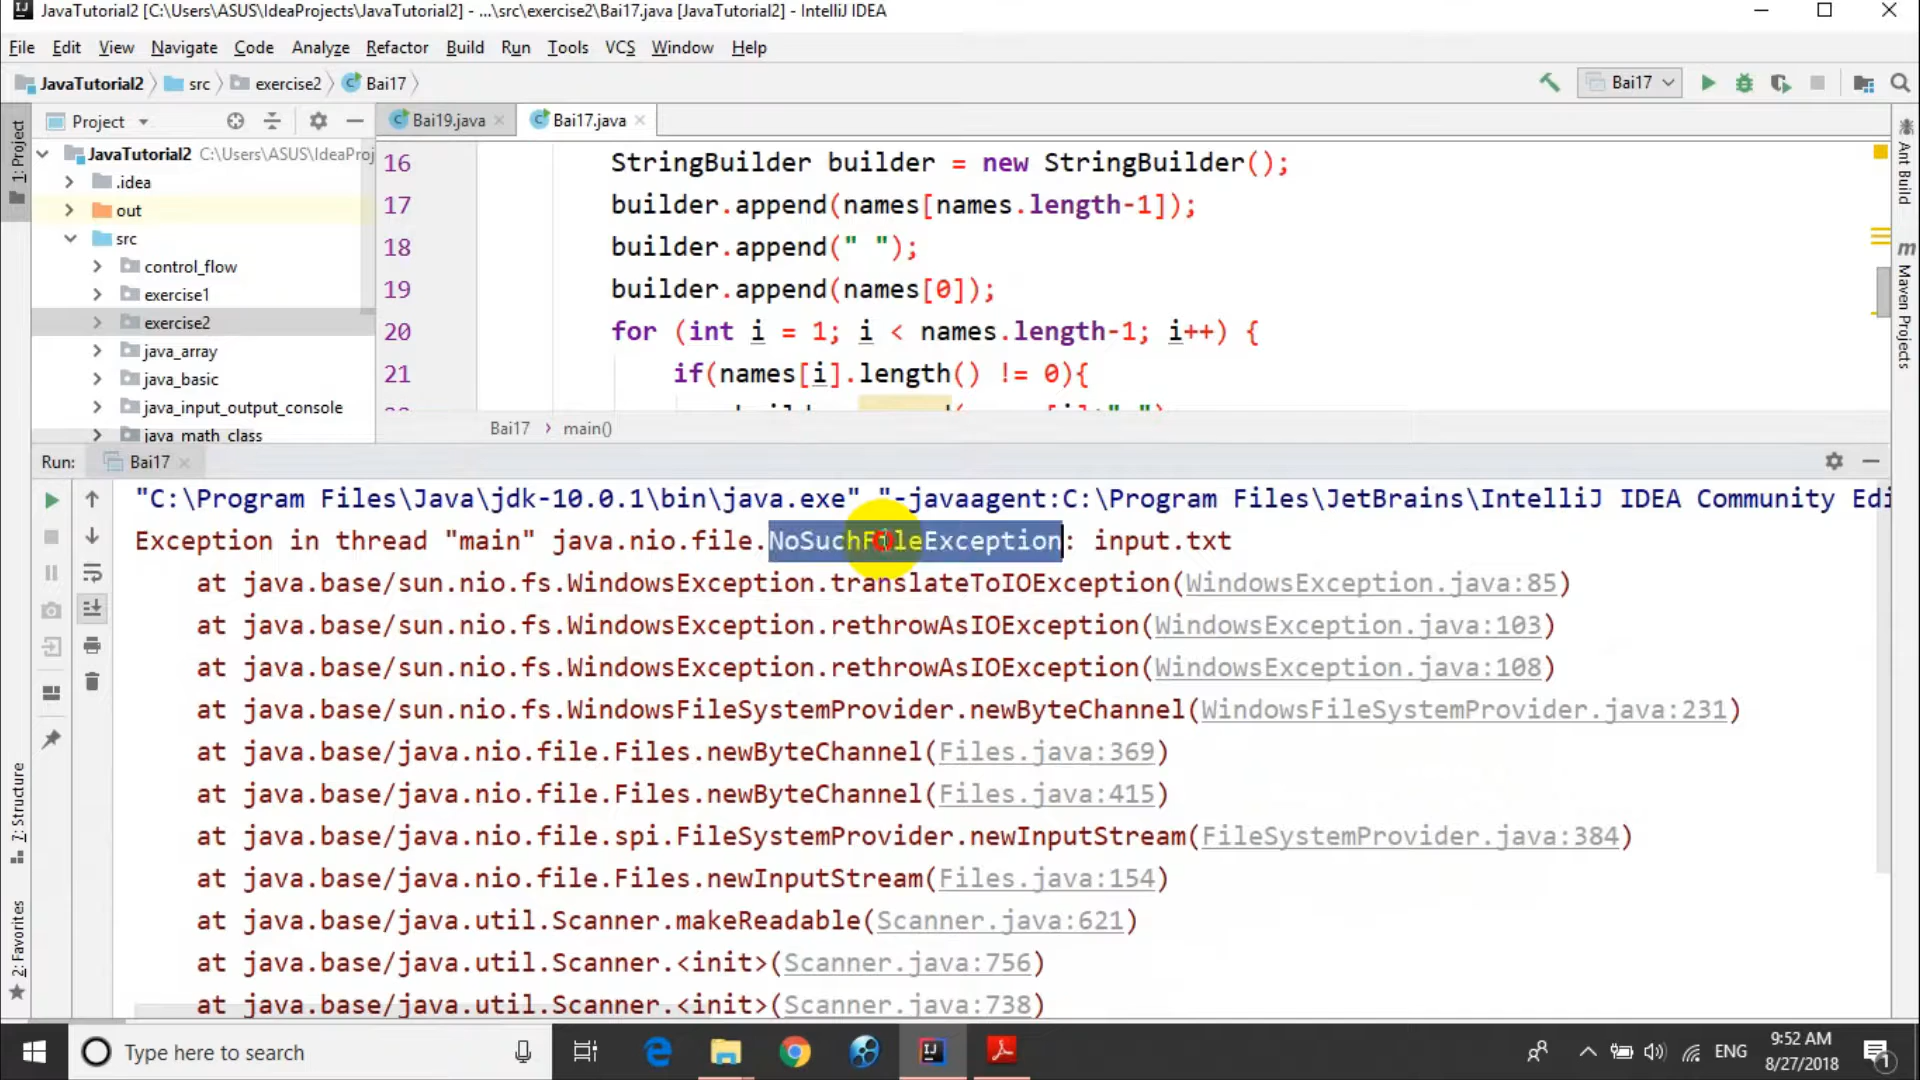 JavaTutorial2 [C:\Users\ASUS\IdeaProjects\JavaTutorial2] - ...\src\exercise2\Bai17.java [JavaTutorial2] - IntelliJ IDEA
File Edit View Navigate Code Analyze Refactor Build Run Tools VCS Window Help
JavaTutorial2 src exercise2 Bai17
Bai17
1: Project
Project
JavaTutorial2 C:\Users\ASUS\IdeaProj
.idea
out
src
control_flow
exercise1
exercise2
java_array
java_basic
java_input_output_console
java_math_class
Bai19.java Bai17.java
16 StringBuilder builder = new StringBuilder();
17 builder.append(names[names.length-1]);
18 builder.append(" ");
19 builder.append(names[0]);
20 for (int i = 1; i < names.length-1; i++) {
21 if(names[i].length() != 0){
Bai17 main()
Ant Build
Maven Projects
Run: Bai17
"C:\Program Files\Java\jdk-10.0.1\bin\java.exe" "-javaagent:C:\Program Files\JetBrains\IntelliJ IDEA Community Edi
Exception in thread "main" java.nio.file.NoSuchFileException: input.txt
at java.base/sun.nio.fs.WindowsException.translateToIOException(WindowsException.java:85)
at java.base/sun.nio.fs.WindowsException.rethrowAsIOException(WindowsException.java:103)
at java.base/sun.nio.fs.WindowsException.rethrowAsIOException(WindowsException.java:108)
at java.base/sun.nio.fs.WindowsFileSystemProvider.newByteChannel(WindowsFileSystemProvider.java:231)
at java.base/java.nio.file.Files.newByteChannel(Files.java:369)
at java.base/java.nio.file.Files.newByteChannel(Files.java:415)
at java.base/java.nio.file.spi.FileSystemProvider.newInputStream(FileSystemProvider.java:384)
at java.base/java.nio.file.Files.newInputStream(Files.java:154)
at java.base/java.util.Scanner.makeReadable(Scanner.java:621)
at java.base/java.util.Scanner.<init>(Scanner.java:756)
at java.base/java.util.Scanner.<init>(Scanner.java:738)
7: Structure
2: Favorites
Type here to search
ENG
9:52 AM
8/27/2018
1